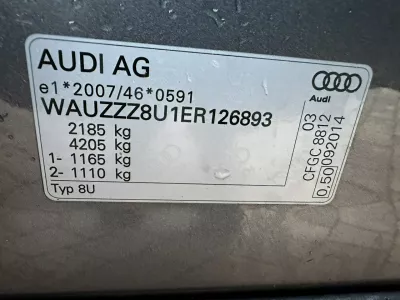 AUDI AG
e1*2007/46*0591
WAUZZZ8U1ER126893
2185 kg
4205 kg
1- 1165 kg
2- 1110 kg
Typ 8U
Audi
03
CFGC 8812
0.50092014